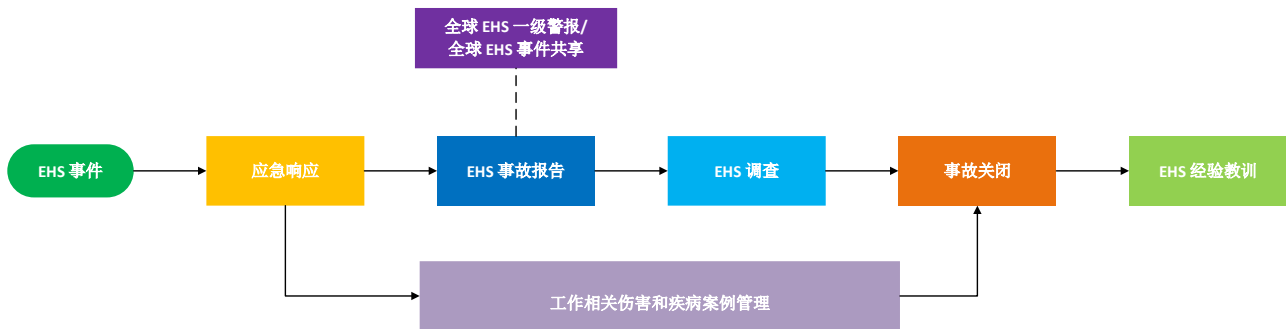 全球 EHS 一级警报/
全球 EHS 事件共享
EHS 事件
应急响应
EHS 事故报告
EHS 调查
事故关闭
EHS 经验教训
工作相关伤害和疾病案例管理